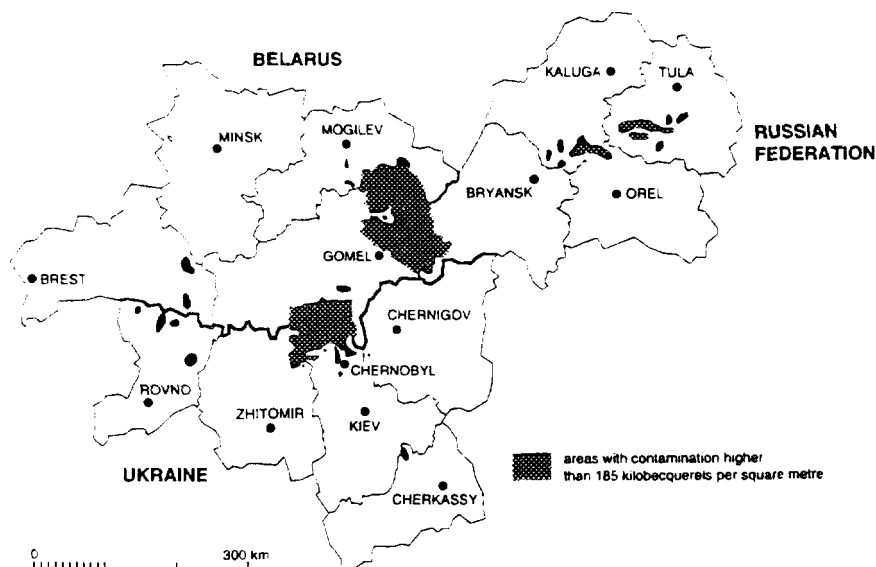 BELARUS
KALUGA
TULA
MINSK
MOGILEV
RUSSIAN
FEDERATION
BRYANSK
OREL
GOMEL
BREST
CHERNIGOV
CHERNOBYL
ROVNO
ZHITOMIR
KIEV
UKRAINE
areas with contamination higher
than 185 kilobecquerels per square metre
CHERKASSY
0 300 km